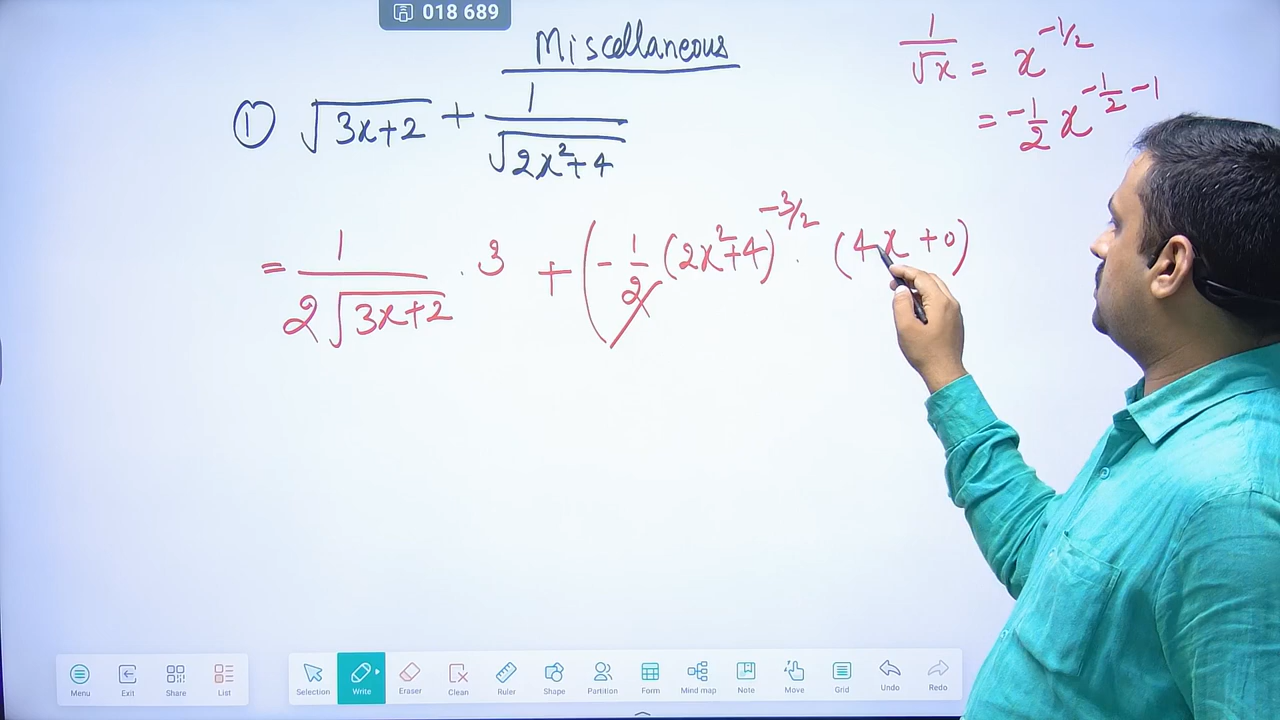 018 689
Miscellaneous
1/√x = x^(-1/2)
= -1/2 x^(-1/2 -1)
① √(3x+2) + 1/√(2x²+4)
= 1/(2√(3x+2)) . 3 + (-1/2 (2x²+4)^(-3/2) . (4x+0)
Menu Exit Share List Selection Write Eraser Clean Ruler Shape Partition Form Mind map Note Move Grid Undo Redo